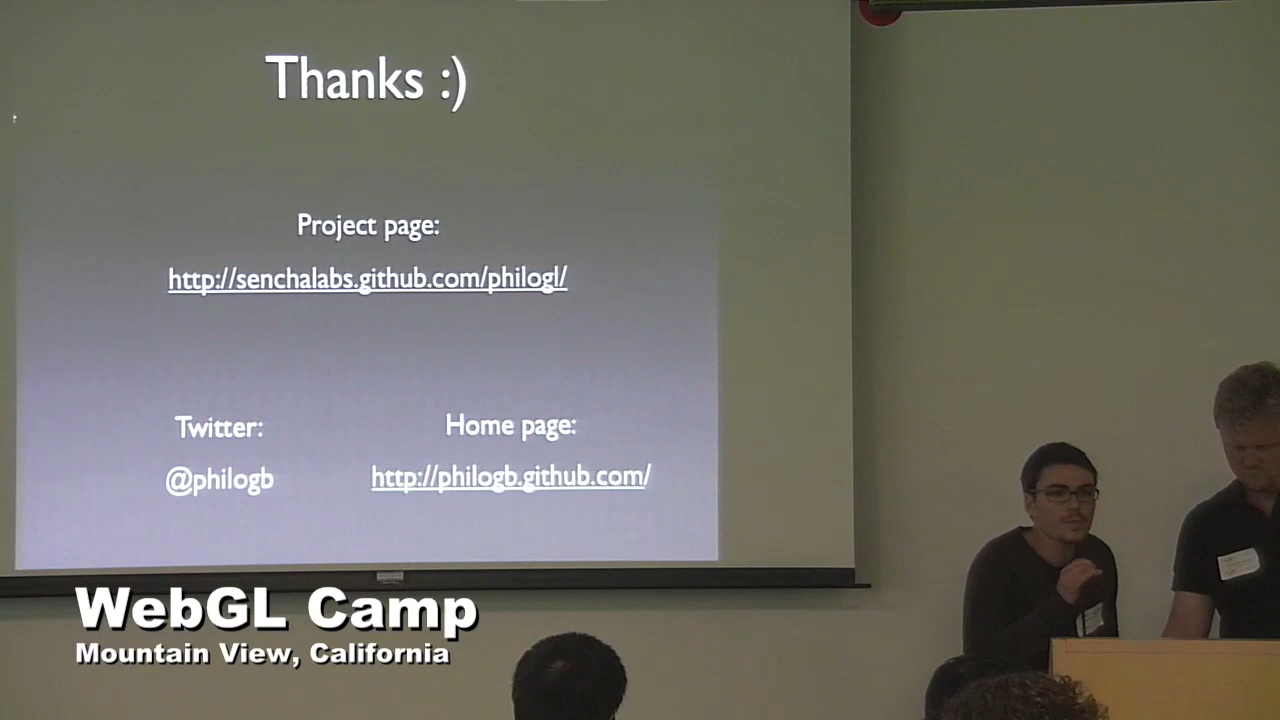 Thanks :)
Project page:
http://senchalabs.github.com/philogl/
Twitter:
Home page:
@philogb
http://philogb.github.com/
WebGL Camp
Mountain View, California